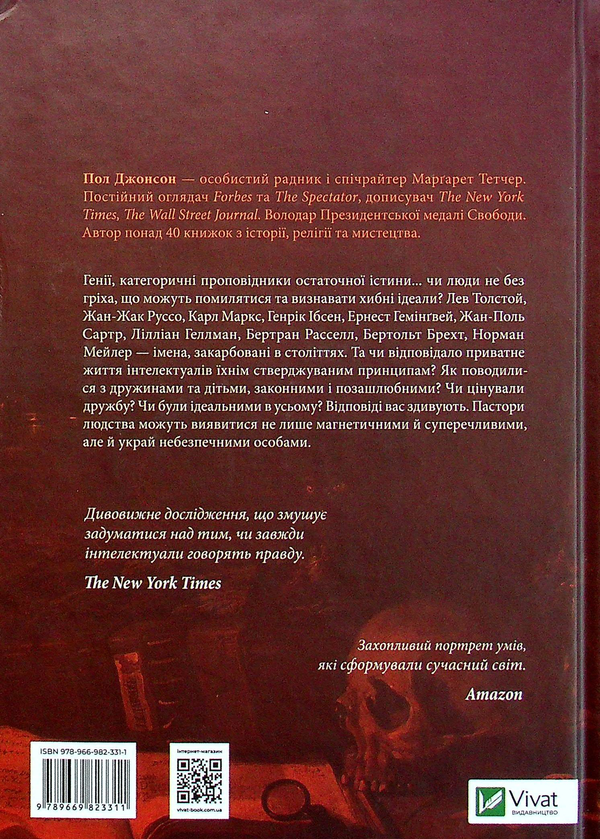 Пол Джонсон — особистий радник і спічрайтер Марґарет Тетчер.
Постійний оглядач Forbes та The Spectator, дописувач The New York
Times, The Wall Street Journal. Володар Президентської медалі Свободи.
Автор понад 40 книжок з історії, релігії та мистецтва.
Генії, категоричні проповідники остаточної істини... чи люди не без
гріха, що можуть помилятися та визнавати хибні ідеали? Лев Толстой,
Жан-Жак Руссо, Карл Маркс, Генрік Ібсен, Ернест Гемінґвей, Жан-Поль
Сартр, Лілліан Геллман, Бертран Расселл, Бертольт Брехт, Норман
Мейлер — імена, закарбовані в століттях. Та чи відповідало приватне
життя інтелектуалів їхнім стверджуваним принципам? Як поводили-
ся з дружинами та дітьми, законними і позашлюбними? Чи цінували
дружбу? Чи були ідеальними в усьому? Відповіді вас здивують. Пастори
людства можуть виявитися не лише магнетичними й суперечливими,
але й украй небезпечними особами.
Дивовижне дослідження, що змушує
задуматися над тим, чи завжди
інтелектуали говорять правду.
The New York Times
Захопливий портрет умів,
які сформували сучасний світ.
Amazon
ISBN 978-966-982-331-1
9 789669 823311
інтернет-магазин
vivat-book.com.ua
Vivat
ВИДАВНИЦТВО